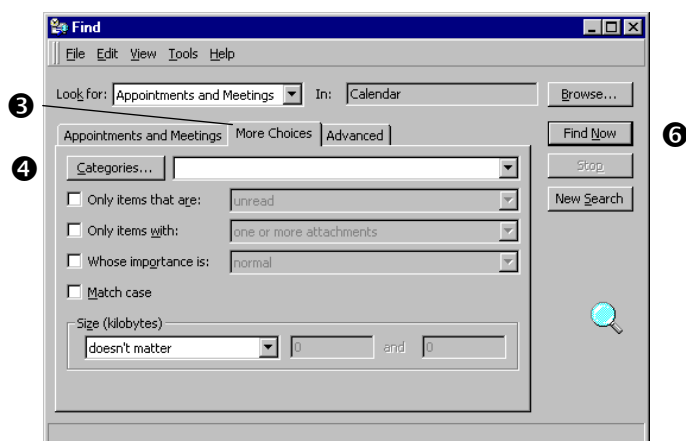 Find
File Edit View Tools Help
Look for: Appointments and Meetings In: Calendar Browse...
❸
Appointments and Meetings More Choices Advanced Find Now ❻
❹ Categories... Stop
Only items that are: unread New Search
Only items with: one or more attachments
Whose importance is: normal
Match case
Size (kilobytes)
doesn't matter 0 and 0